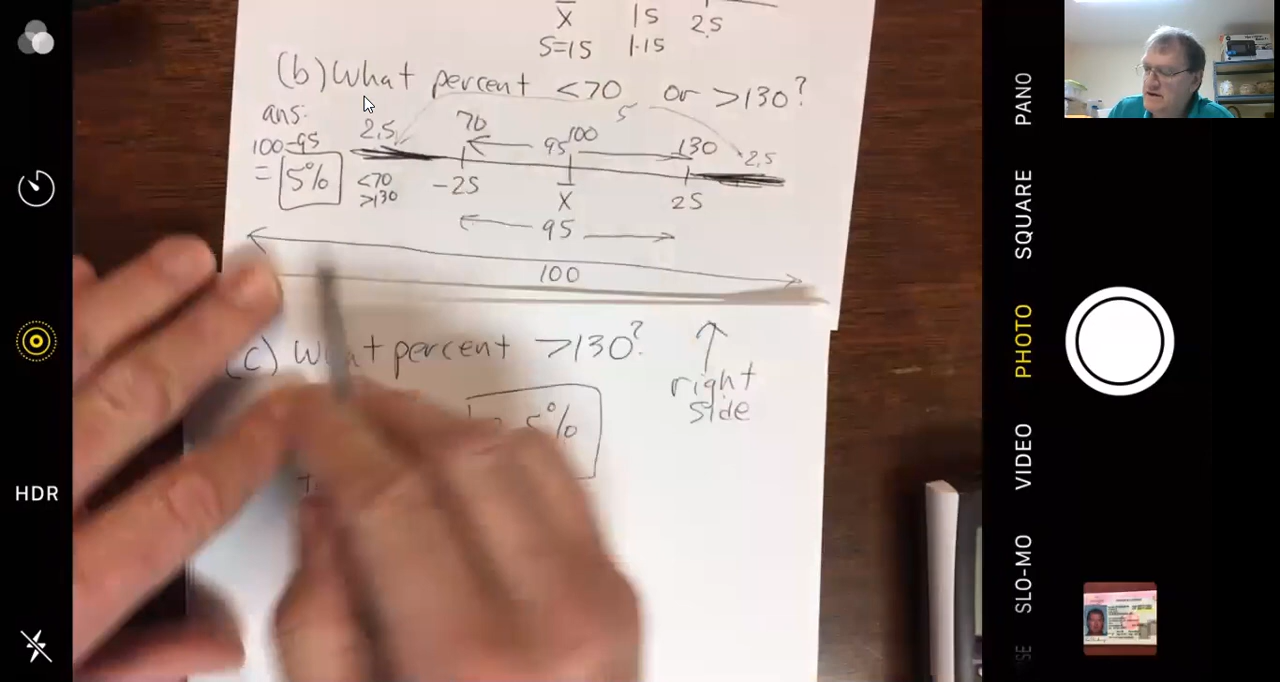 X̄ 1S 2S
S=15 1·15
(b) What percent <70 or >130?
ans:
100-95
= 5%
2.5 70 95 100 130 2.5
5
<70
>130
-2S X̄ 2S
95
100
(c) What percent >130?
right
side
5%
HDR
PANO
SQUARE
PHOTO
VIDEO
SLO-MO